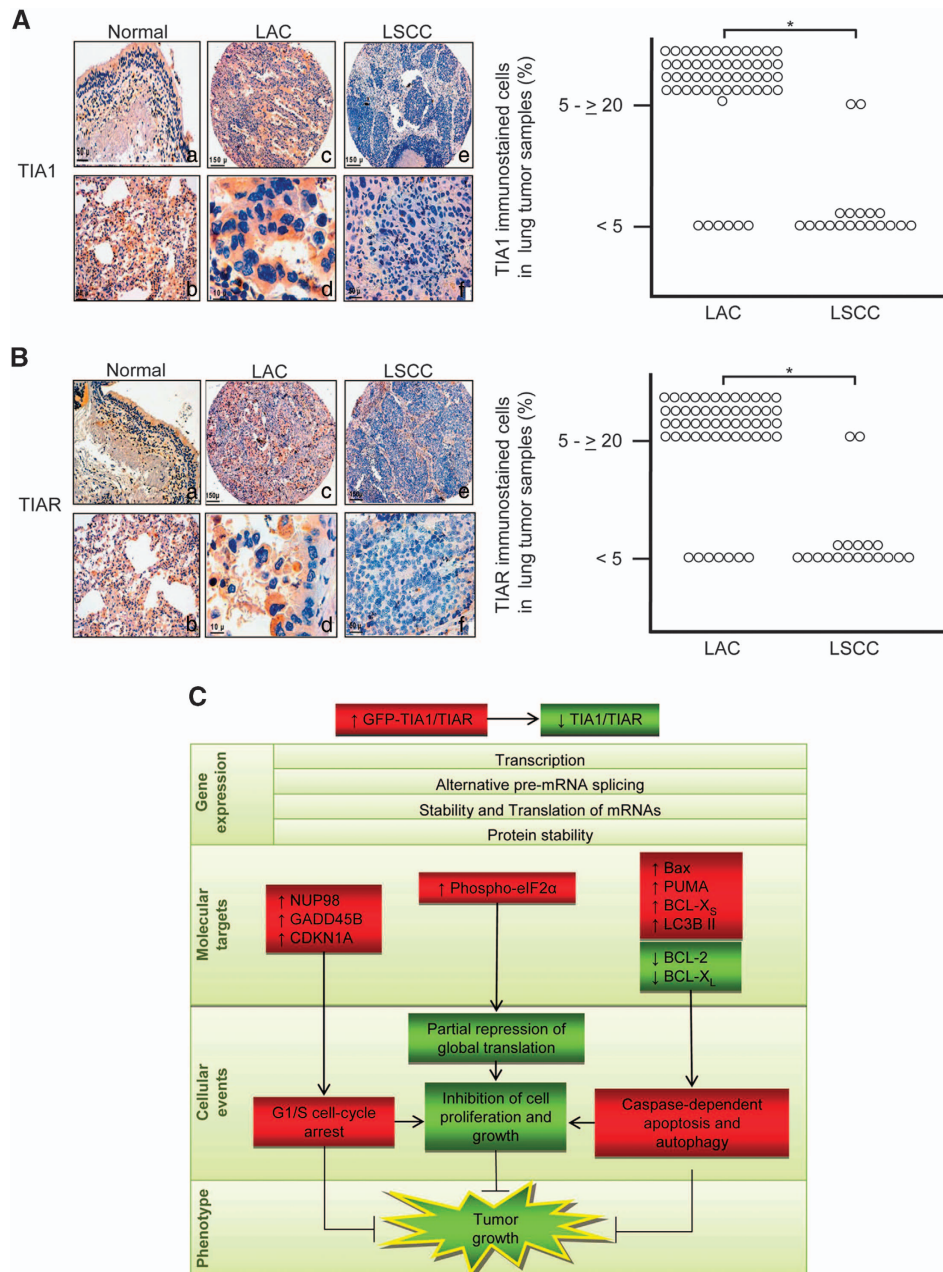 A
Normal
LAC
LSCC
TIA1
50 µ
a
150 µ
c
150 µ
e
b
10 µ
d
f
TIA1 immunostained cells
in lung tumor samples (%)
5 - ≥ 20
< 5
*
LAC
LSCC
B
Normal
LAC
LSCC
TIAR
a
150µ
c
150µ
e
b
10 µ
d
50 µ
f
TIAR immunostained cells
in lung tumor samples (%)
5 - ≥ 20
< 5
*
LAC
LSCC
C
↑ GFP-TIA1/TIAR
↓ TIA1/TIAR
Gene
expression
Transcription
Alternative pre-mRNA splicing
Stability and Translation of mRNAs
Protein stability
Molecular
targets
↑ NUP98
↑ GADD45B
↑ CDKN1A
↑ Phospho-eIF2α
↑ Bax
↑ PUMA
↑ BCL-XS
↑ LC3B II
↓ BCL-2
↓ BCL-XL
Cellular
events
Partial repression of
global translation
G1/S cell-cycle
arrest
Inhibition of cell
proliferation and
growth
Caspase-dependent
apoptosis and
autophagy
Phenotype
Tumor
growth